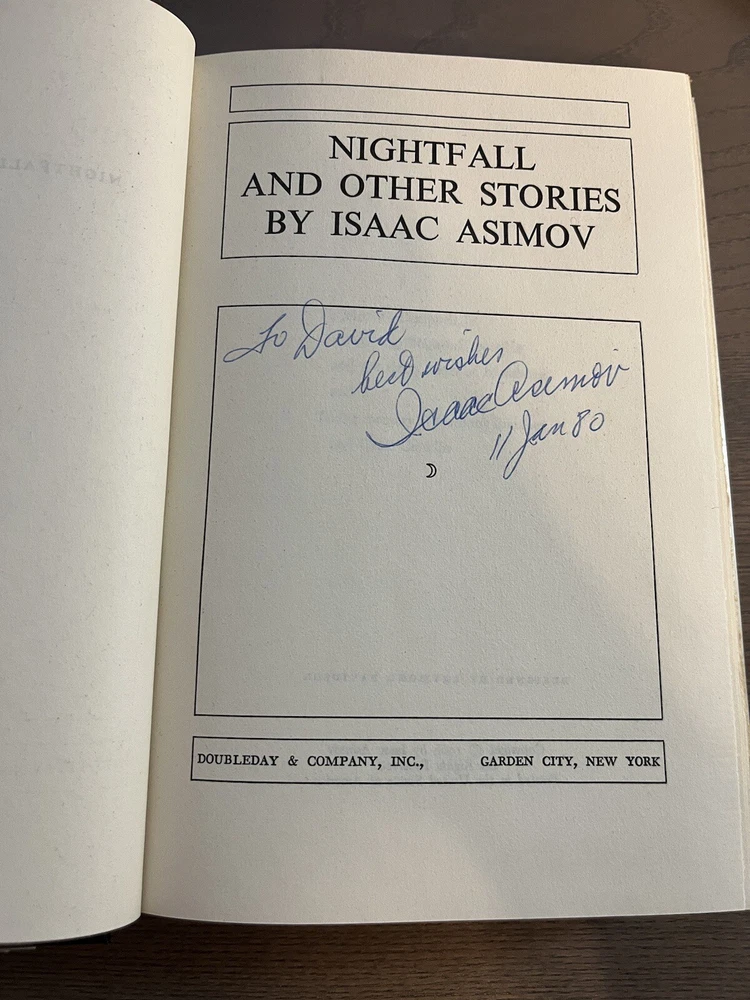 NIGHTFALL
AND OTHER STORIES
BY ISAAC ASIMOV
To David
best wishes
Isaac Asimov
11 Jan 80
DOUBLEDAY & COMPANY, INC., GARDEN CITY, NEW YORK